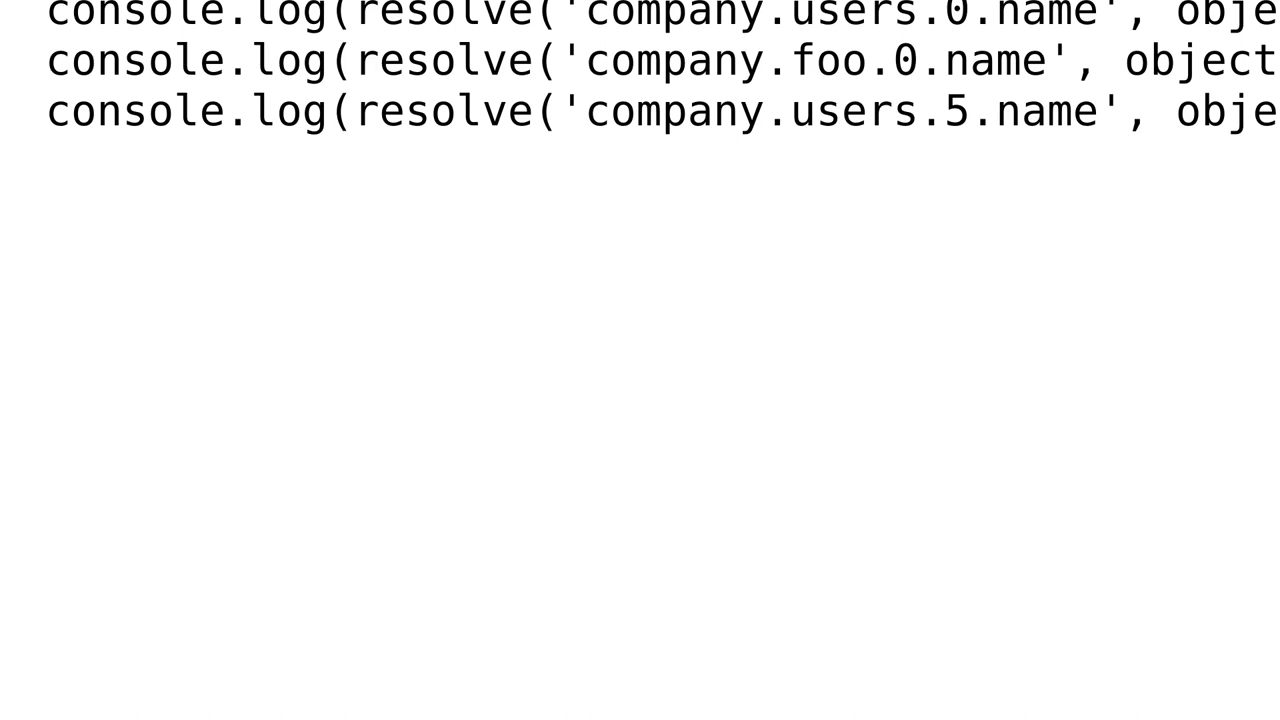 console.log(resolve('company.users.0.name', obje
console.log(resolve('company.foo.0.name', object
console.log(resolve('company.users.5.name', obje